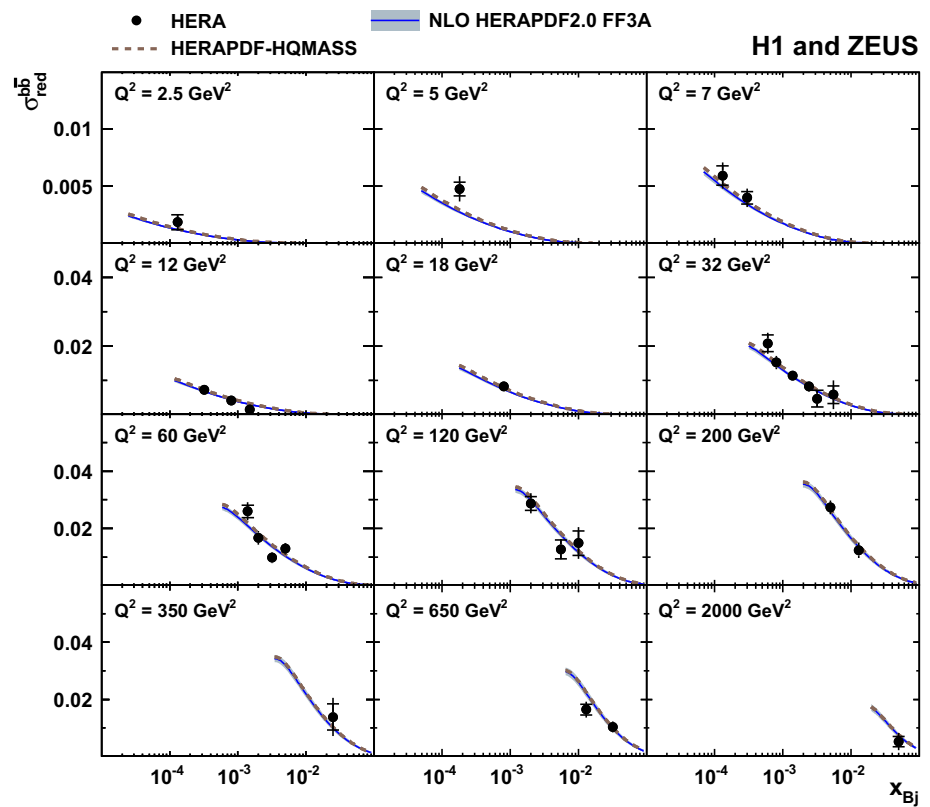 HERA
NLO HERAPDF2.0 FF3A
HERAPDF-HQMASS
H1 and ZEUS
σ_red^{bb̄}
Q² = 2.5 GeV²
Q² = 5 GeV²
Q² = 7 GeV²
0.01
0.005
Q² = 12 GeV²
Q² = 18 GeV²
Q² = 32 GeV²
0.04
0.02
Q² = 60 GeV²
Q² = 120 GeV²
Q² = 200 GeV²
0.04
0.02
Q² = 350 GeV²
Q² = 650 GeV²
Q² = 2000 GeV²
0.04
0.02
10⁻⁴ 10⁻³ 10⁻² 10⁻⁴ 10⁻³ 10⁻² 10⁻⁴ 10⁻³ 10⁻²
x_Bj